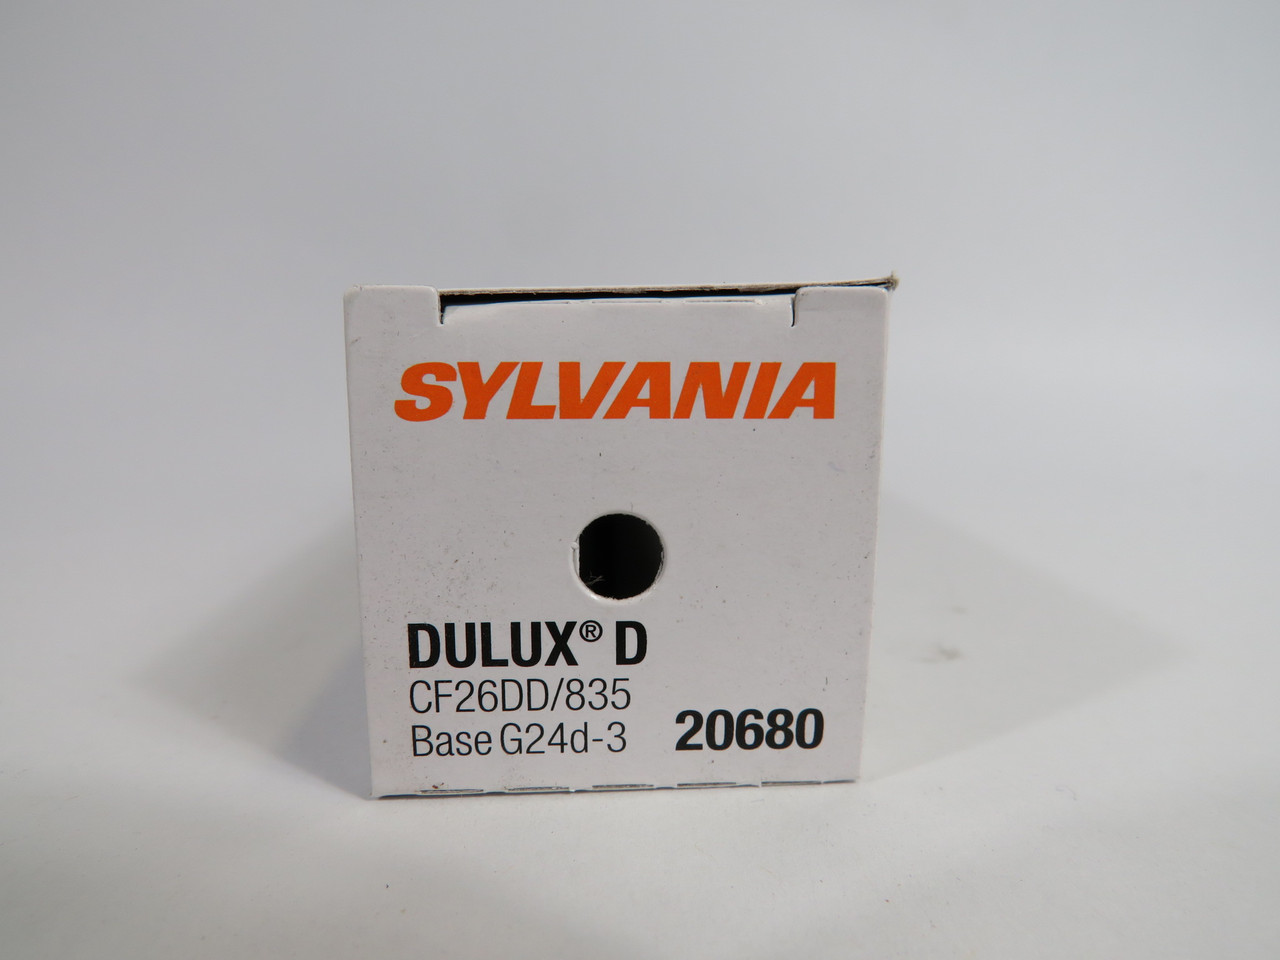 SYLVANIA
DULUX® D
CF26DD/835
Base G24d-3
20680